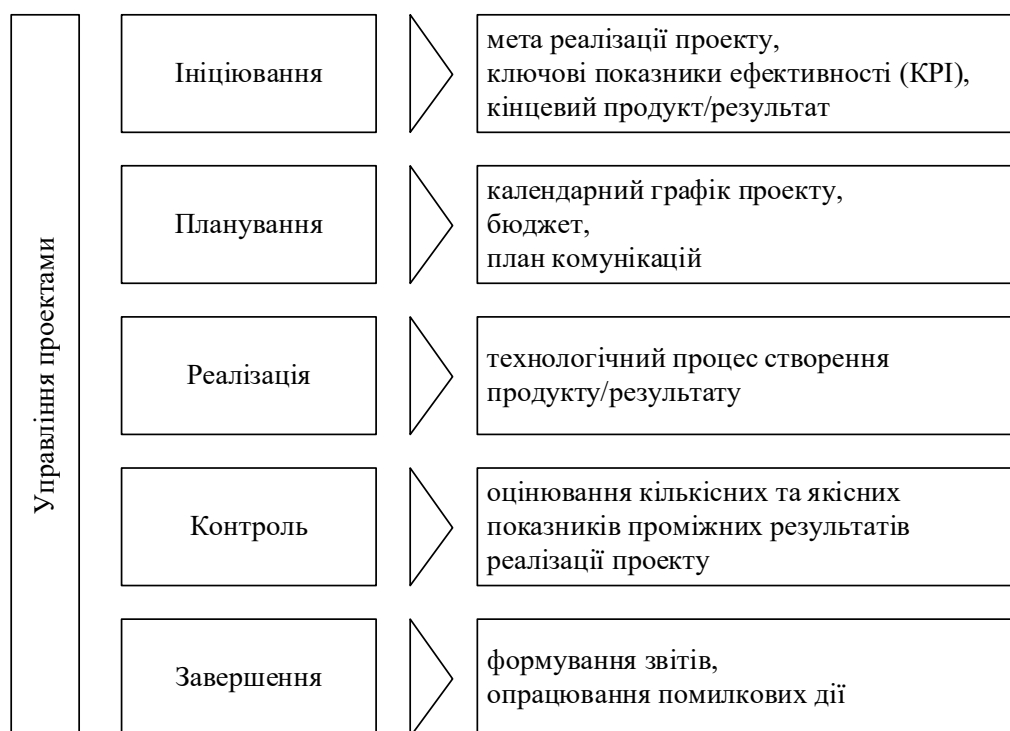 Управління проектами
Ініціювання
мета реалізації проекту,
ключові показники ефективності (КРІ),
кінцевий продукт/результат
Планування
календарний графік проекту,
бюджет,
план комунікацій
Реалізація
технологічний процес створення
продукту/результату
Контроль
оцінювання кількісних та якісних
показників проміжних результатів
реалізації проекту
Завершення
формування звітів,
опрацювання помилкових дії